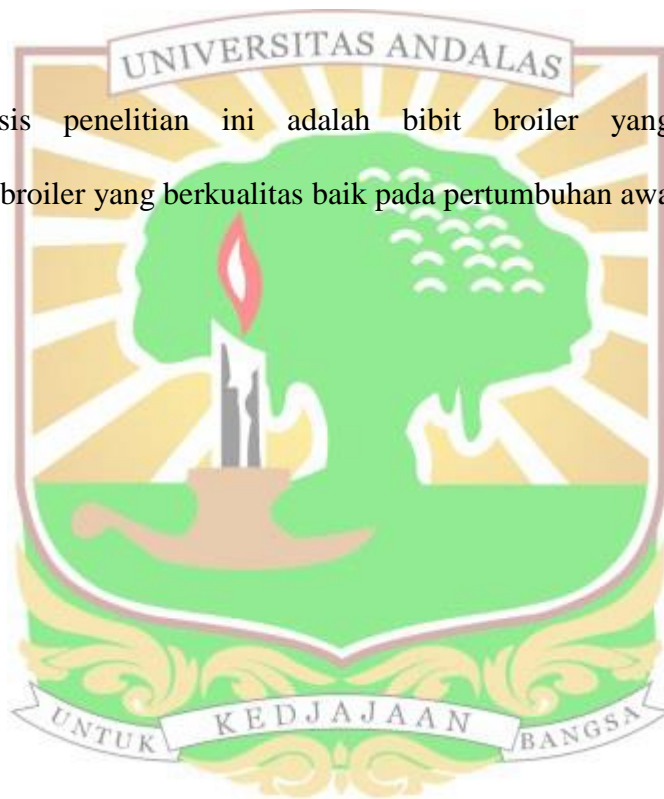 UNIVERSITAS ANDALAS
sis penelitian ini adalah bibit broiler yang
broiler yang berkualitas baik pada pertumbuhan awa
UNTUK KEDJAJAAN BANGSA